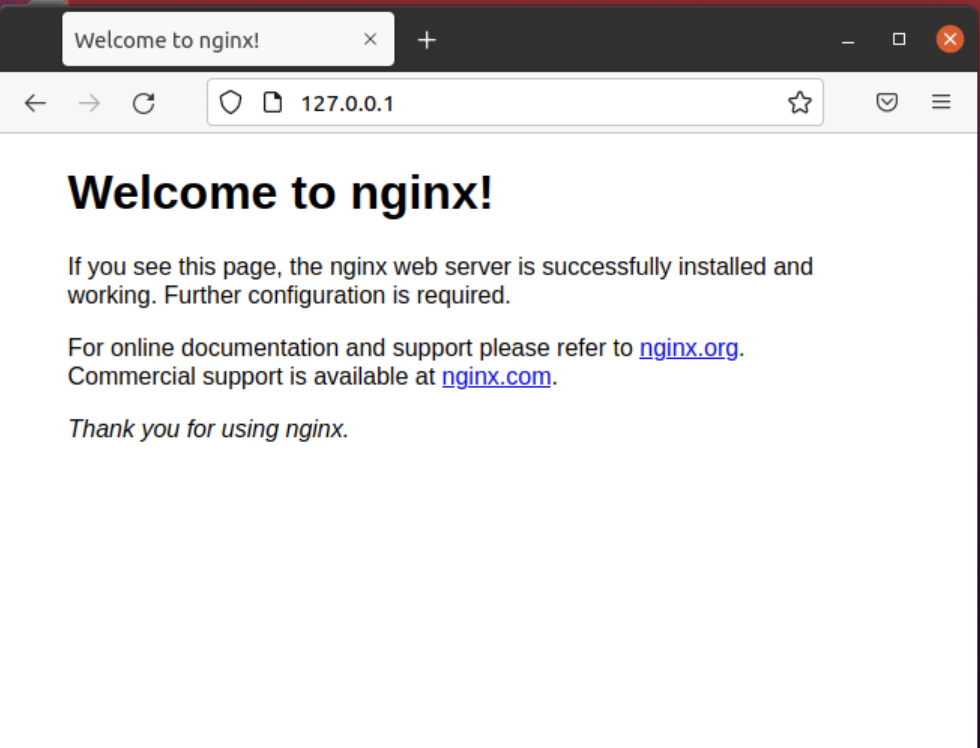 Welcome to nginx!
127.0.0.1
Welcome to nginx!
If you see this page, the nginx web server is successfully installed and
working. Further configuration is required.
For online documentation and support please refer to nginx.org.
Commercial support is available at nginx.com.
Thank you for using nginx.